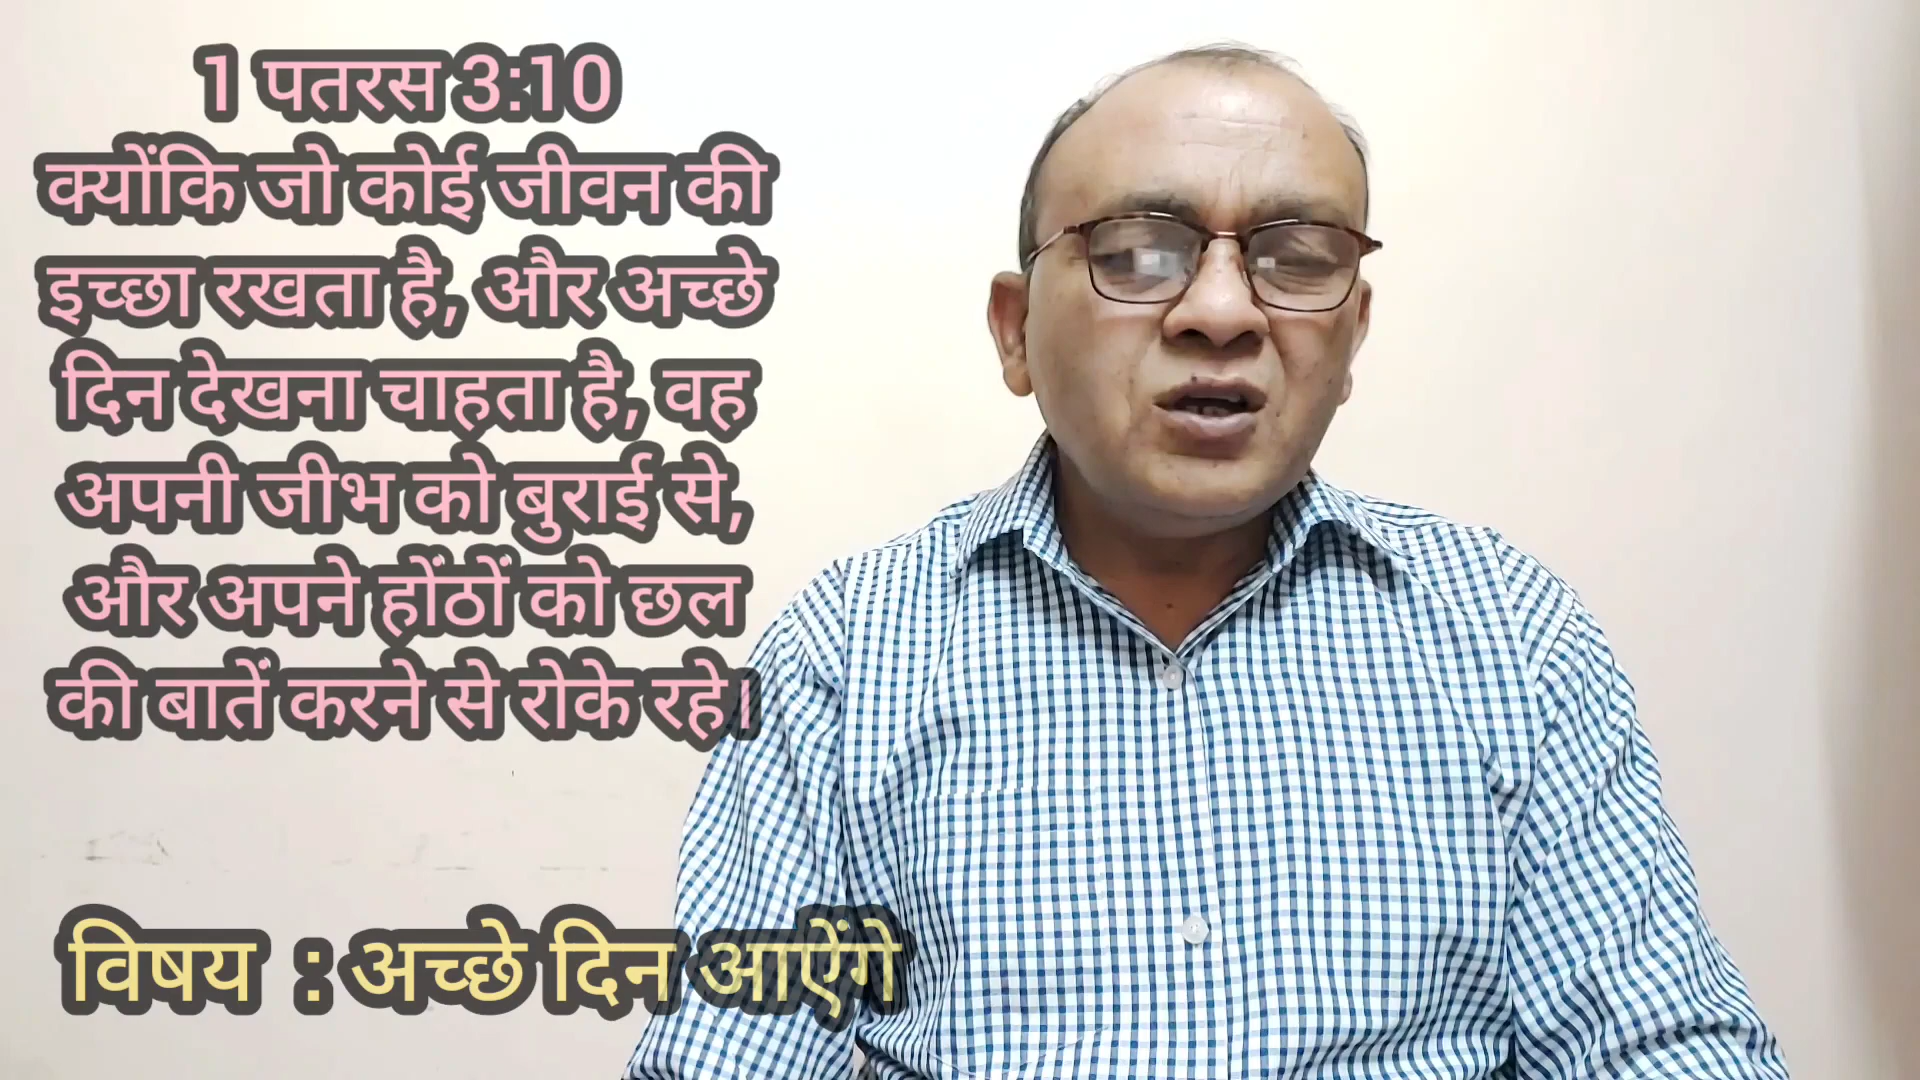 1 पतरस 3:10
क्योंकि जो कोई जीवन की
इच्छा रखता है, और अच्छे
दिन देखना चाहता है, वह
अपनी जीभ को बुराई से,
और अपने होंठों को छल
की बातें करने से रोके रहे।
विषय : अच्छे दिन आऐंगे